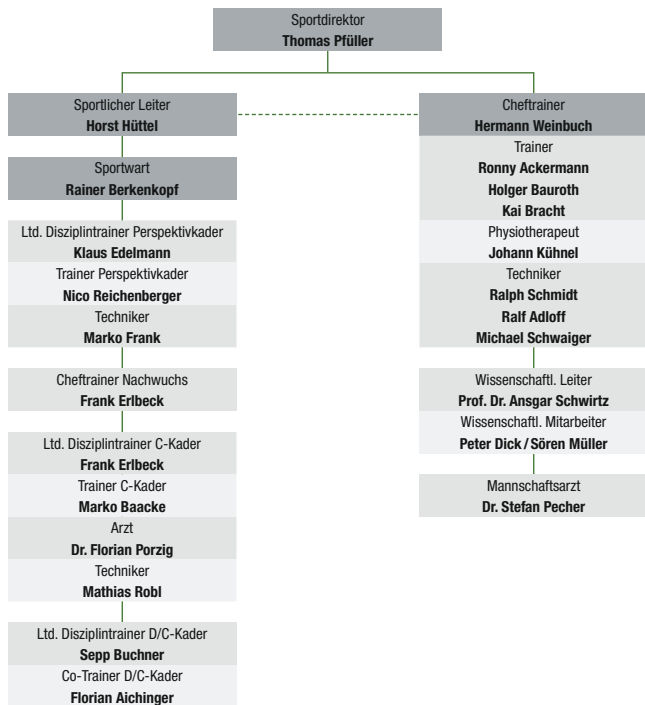 Sportdirektor
Thomas Pfüller
Sportlicher Leiter
Horst Hüttel
Sportwart
Rainer Berkenkopf
Ltd. Disziplintrainer Perspektivkader
Klaus Edelmann
Trainer Perspektivkader
Nico Reichenberger
Techniker
Marko Frank
Cheftrainer Nachwuchs
Frank Erlbeck
Ltd. Disziplintrainer C-Kader
Frank Erlbeck
Trainer C-Kader
Marko Baacke
Arzt
Dr. Florian Porzig
Techniker
Mathias Robl
Ltd. Disziplintrainer D/C-Kader
Sepp Buchner
Co-Trainer D/C-Kader
Florian Aichinger
Cheftrainer
Hermann Weinbuch
Trainer
Ronny Ackermann
Holger Bauroth
Kai Bracht
Physiotherapeut
Johann Kühnel
Techniker
Ralph Schmidt
Ralf Adloff
Michael Schwaiger
Wissenschaftl. Leiter
Prof. Dr. Ansgar Schwirtz
Wissenschaftl. Mitarbeiter
Peter Dick / Sören Müller
Mannschaftsarzt
Dr. Stefan Pecher